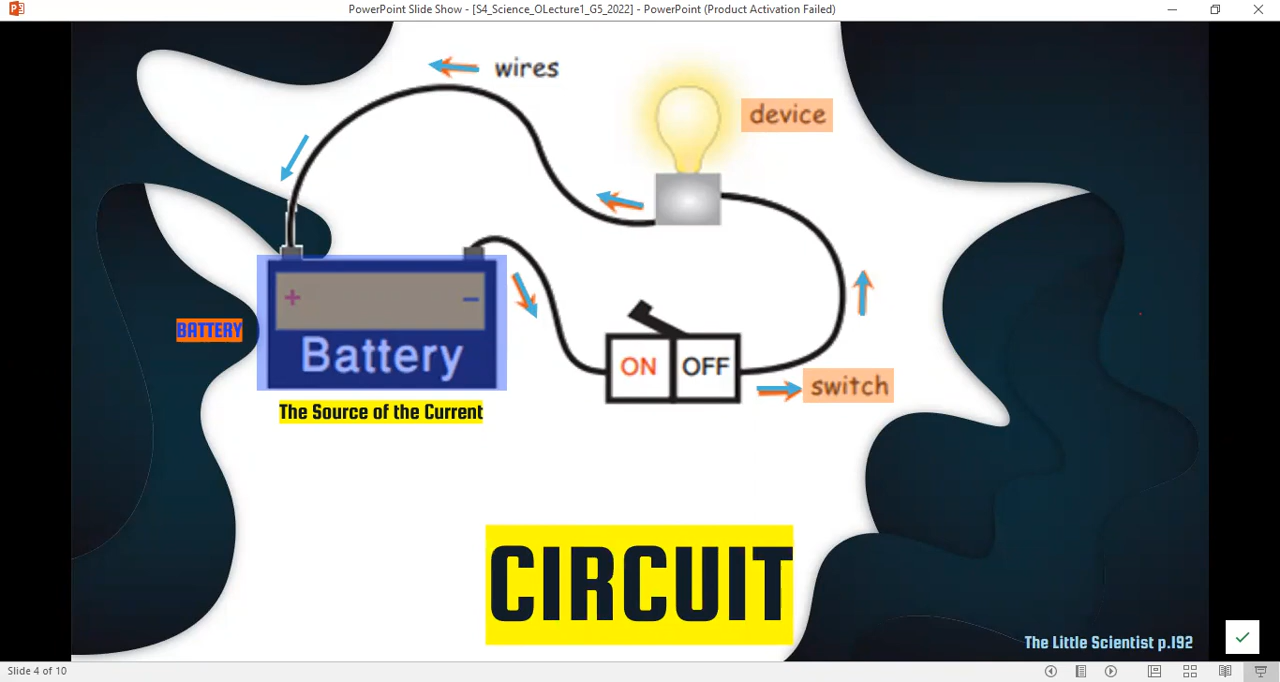 PowerPoint Slide Show - [S4_Science_OLecture1_G5_2022] - PowerPoint (Product Activation Failed)
wires
device
+ −
BATTERY
Battery
ON OFF
switch
The Source of the Current
CIRCUIT
The Little Scientist p.192
Slide 4 of 10